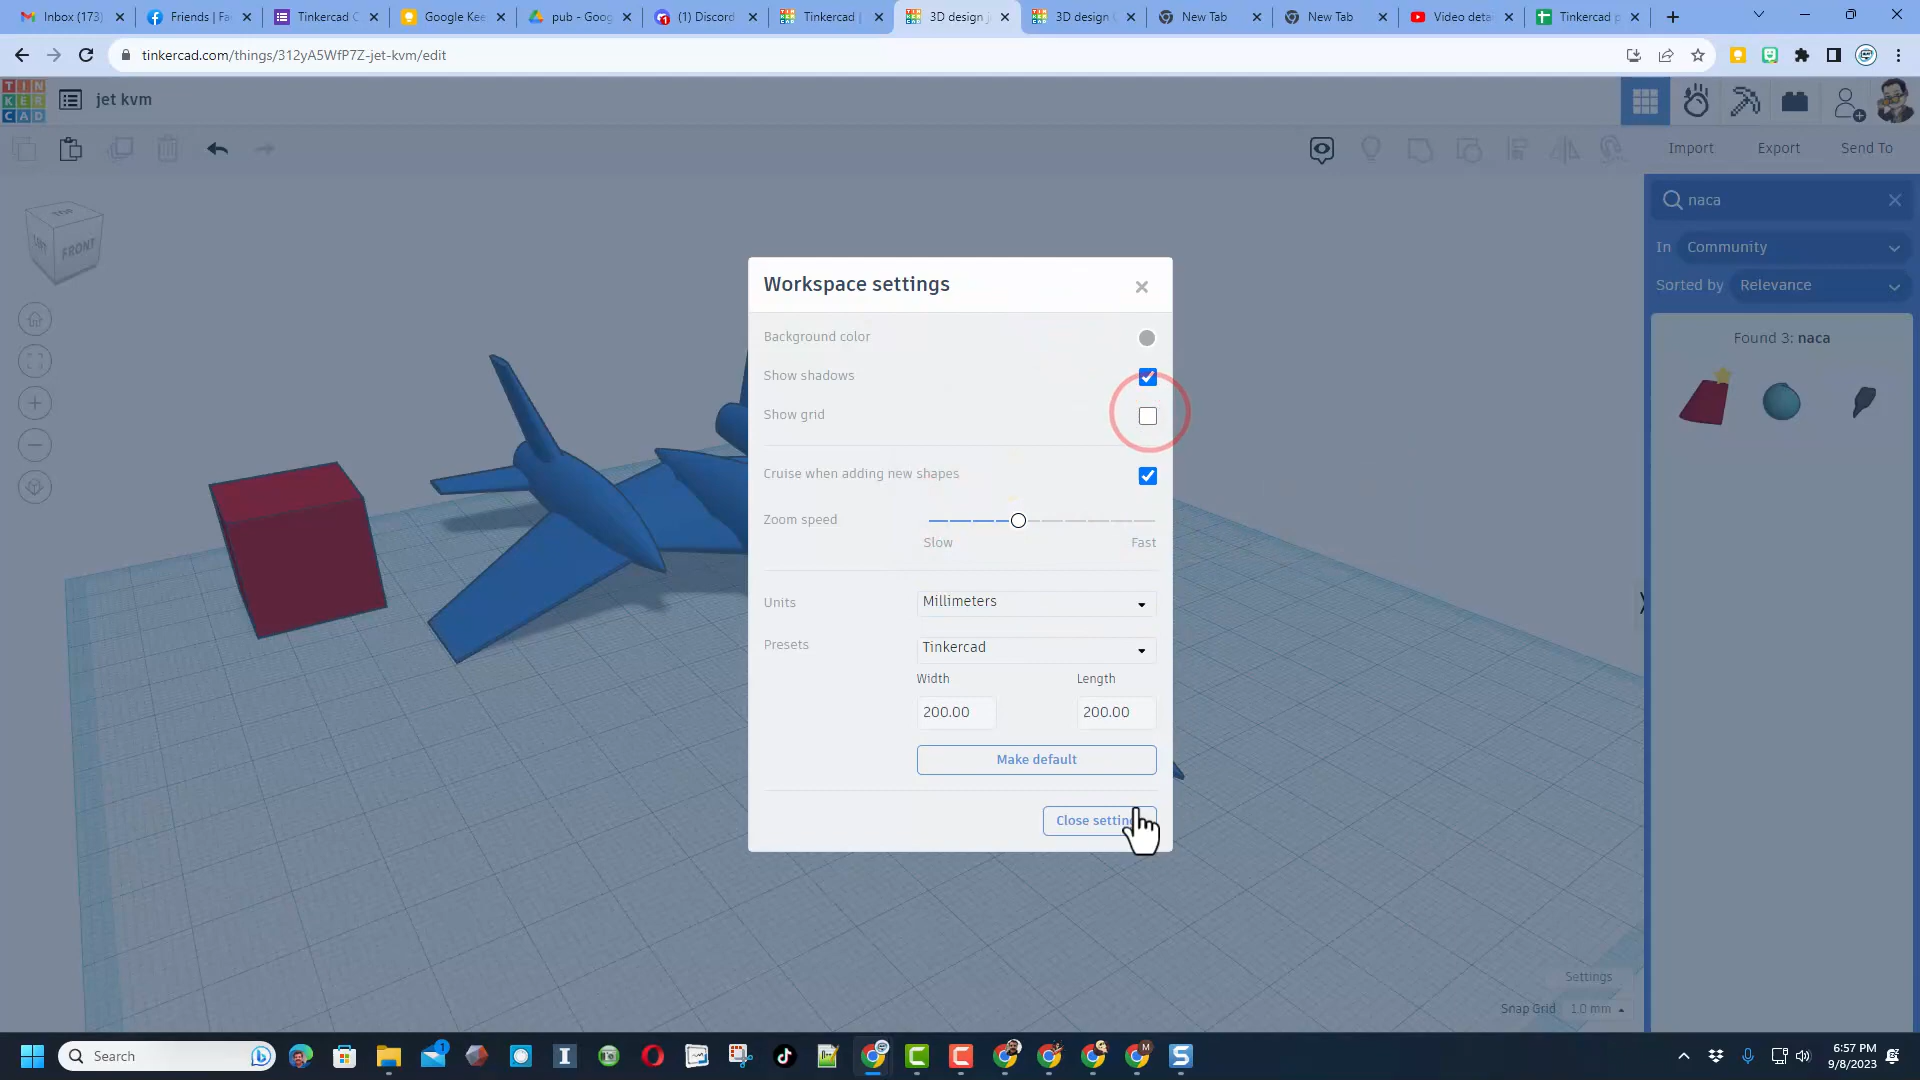 Inbox (173)
Friends | Fa
Tinkercad C
Google Kee
pub - Goog
(1) Discord
Tinkercad |
3D design j
3D design
New Tab
New Tab
Video deta
Tinkercad p
tinkercad.com/things/312yA5WfP7Z-jet-kvm/edit
TIN
KER
CAD
jet kvm
Import
Export
Send To
TOP
FRONT
naca
In Community
Sorted by Relevance
Found 3: naca
Workspace settings
Background color
Show shadows
Show grid
Cruise when adding new shapes
Zoom speed
Slow
Fast
Units
Millimeters
Presets
Tinkercad
Width
Length
200.00
200.00
Make default
Close settin
Settings
Snap Grid 1.0 mm
Search
6:57 PM
9/8/2023